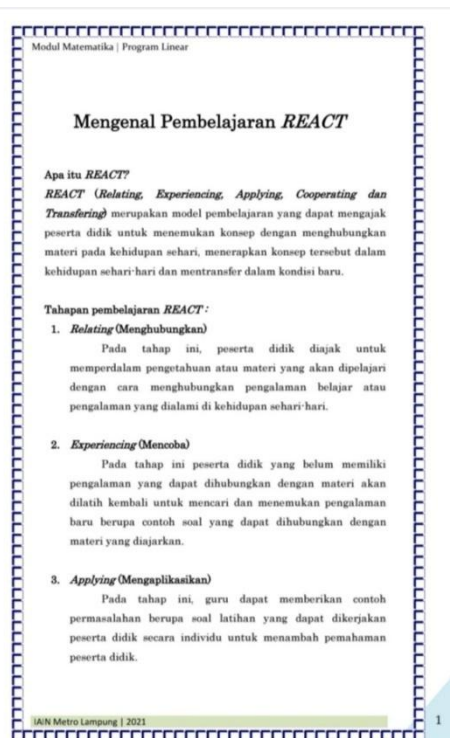 Modul Matematika | Program Linear
Mengenal Pembelajaran REACT
Apa itu REACT?
REACT (Relating, Experiencing, Applying, Cooperating dan
Transfering) merupakan model pembelajaran yang dapat mengajak
peserta didik untuk menemukan konsep dengan menghubungkan
materi pada kehidupan sehari, menerapkan konsep tersebut dalam
kehidupan sehari-hari dan mentransfer dalam kondisi baru.
Tahapan pembelajaran REACT :
1. Relating (Menghubungkan)
Pada tahap ini, peserta didik diajak untuk
memperdalam pengetahuan atau materi yang akan dipelajari
dengan cara menghubungkan pengalaman belajar atau
pengalaman yang dialami di kehidupan sehari-hari.
2. Experiencing (Mencoba)
Pada tahap ini peserta didik yang belum memiliki
pengalaman yang dapat dihubungkan dengan materi akan
dilatih kembali untuk mencari dan menemukan pengalaman
baru berupa contoh soal yang dapat dihubungkan dengan
materi yang diajarkan.
3. Applying (Mengaplikasikan)
Pada tahap ini, guru dapat memberikan contoh
permasalahan berupa soal latihan yang dapat dikerjakan
peserta didik secara individu untuk menambah pemahaman
peserta didik.
IAIN Metro Lampung | 2021
1